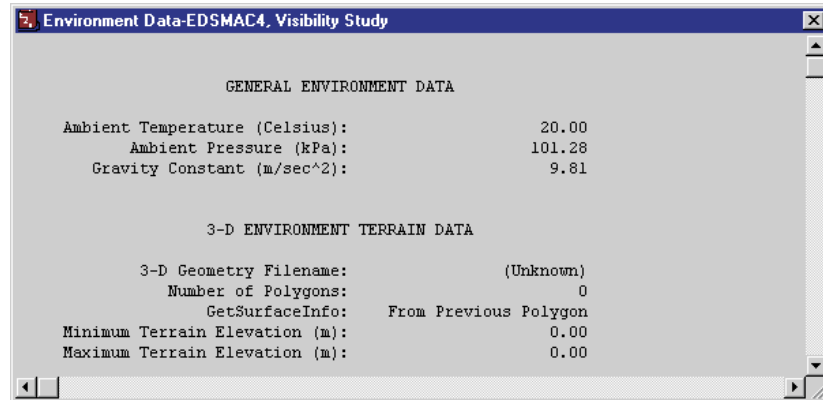 Environment Data-EDSMAC4, Visibility Study
GENERAL ENVIRONMENT DATA
Ambient Temperature (Celsius): 20.00
Ambient Pressure (kPa): 101.28
Gravity Constant (m/sec^2): 9.81
3-D ENVIRONMENT TERRAIN DATA
3-D Geometry Filename: (Unknown)
Number of Polygons: 0
GetSurfaceInfo: From Previous Polygon
Minimum Terrain Elevation (m): 0.00
Maximum Terrain Elevation (m): 0.00